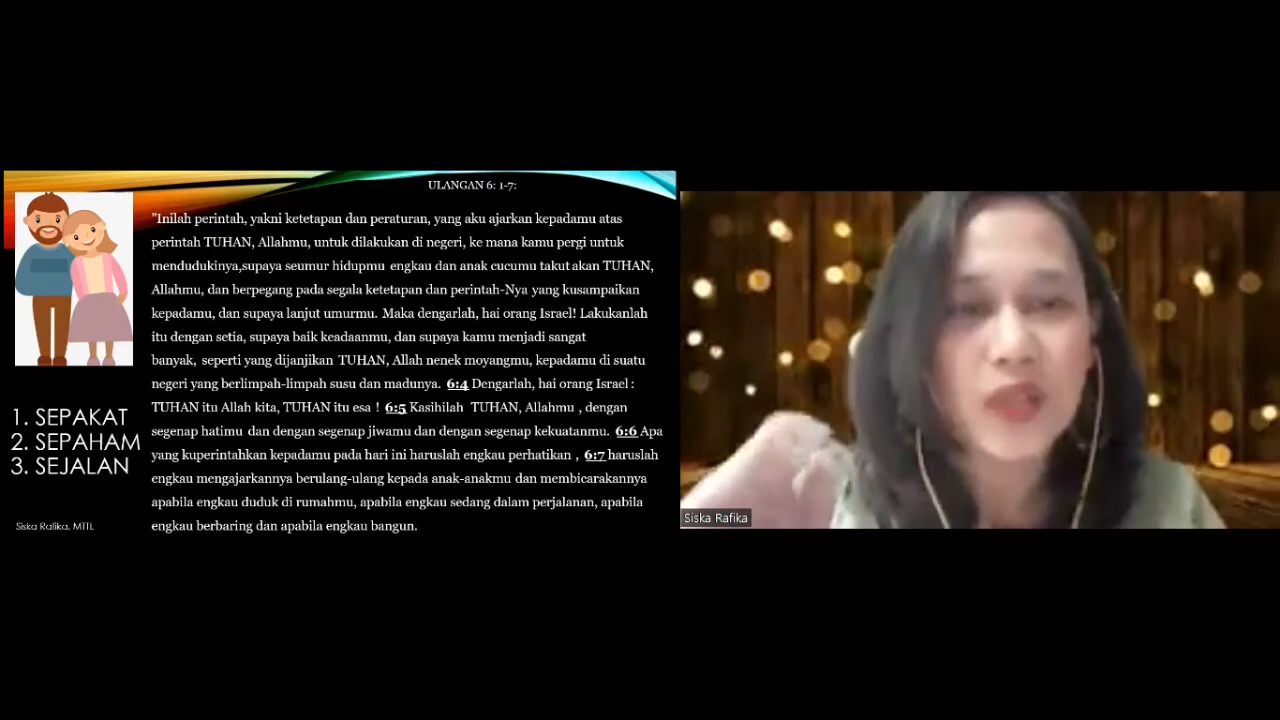 ULANGAN 6: 1-7:
"Inilah perintah, yakni ketetapan dan peraturan, yang aku ajarkan kepadamu atas
perintah TUHAN, Allahmu, untuk dilakukan di negeri, ke mana kamu pergi untuk
mendudukinya,supaya seumur hidupmu engkau dan anak cucumu takut akan TUHAN,
Allahmu, dan berpegang pada segala ketetapan dan perintah-Nya yang kusampaikan
kepadamu, dan supaya lanjut umurmu. Maka dengarlah, hai orang Israel! Lakukanlah
itu dengan setia, supaya baik keadaanmu, dan supaya kamu menjadi sangat
banyak, seperti yang dijanjikan TUHAN, Allah nenek moyangmu, kepadamu di suatu
negeri yang berlimpah-limpah susu dan madunya. 6:4 Dengarlah, hai orang Israel :
TUHAN itu Allah kita, TUHAN itu esa ! 6:5 Kasihilah TUHAN, Allahmu , dengan
segenap hatimu dan dengan segenap jiwamu dan dengan segenap kekuatanmu. 6:6 Apa
yang kuperintahkan kepadamu pada hari ini haruslah engkau perhatikan , 6:7 haruslah
engkau mengajarkannya berulang-ulang kepada anak-anakmu dan membicarakannya
apabila engkau duduk di rumahmu, apabila engkau sedang dalam perjalanan, apabila
engkau berbaring dan apabila engkau bangun.
1. SEPAKAT
2. SEPAHAM
3. SEJALAN
Siska Rafika, MTTL
Siska Rafika